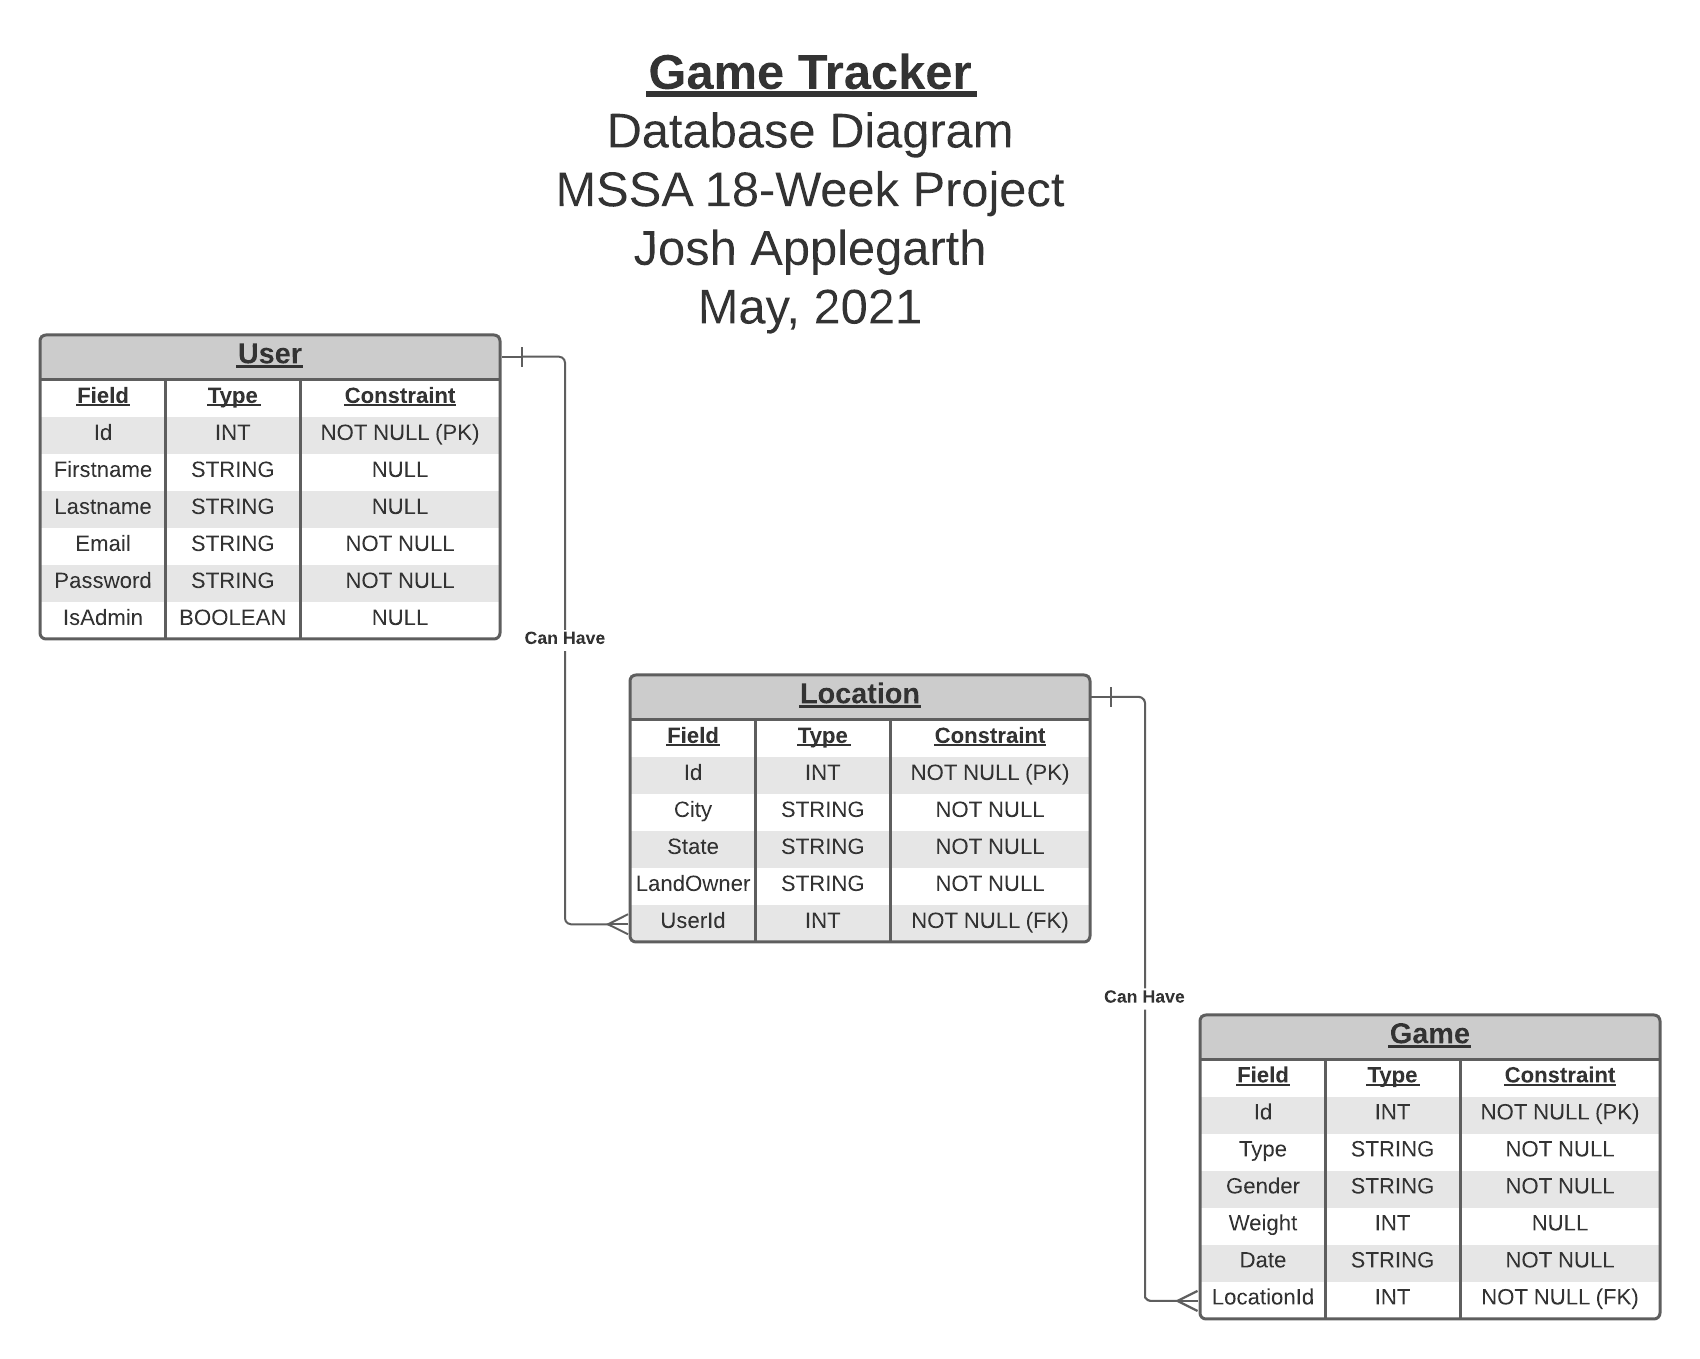 Game Tracker
Database Diagram
MSSA 18-Week Project
Josh Applegarth
May, 2021
User
Field Type Constraint
Id INT NOT NULL (PK)
Firstname STRING NULL
Lastname STRING NULL
Email STRING NOT NULL
Password STRING NOT NULL
IsAdmin BOOLEAN NULL
Can Have
Location
Field Type Constraint
Id INT NOT NULL (PK)
City STRING NOT NULL
State STRING NOT NULL
LandOwner STRING NOT NULL
UserId INT NOT NULL (FK)
Can Have
Game
Field Type Constraint
Id INT NOT NULL (PK)
Type STRING NOT NULL
Gender STRING NOT NULL
Weight INT NULL
Date STRING NOT NULL
LocationId INT NOT NULL (FK)